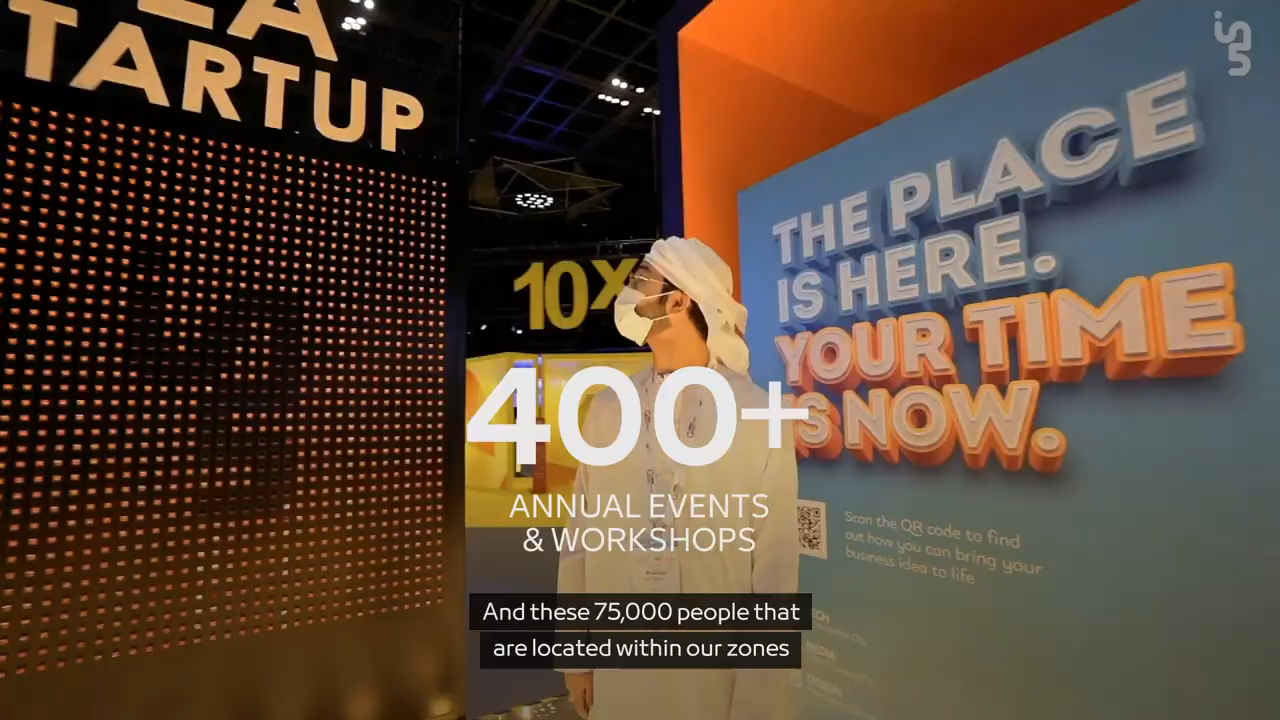 TARTUP
in5
10X
THE PLACE
IS HERE.
YOUR TIME
IS NOW.
400+
ANNUAL EVENTS
& WORKSHOPS
Scan the QR code to find
out how you can bring your
business idea to life
And these 75,000 people that
are located within our zones